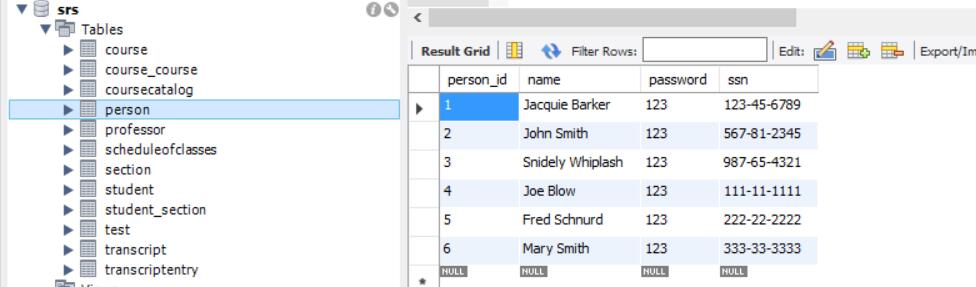 srs
Tables
course
course_course
coursecatalog
person
professor
scheduleofclasses
section
student
student_section
test
transcript
transcriptentry
Result Grid Filter Rows: Edit: Export/Im
person_id name password ssn
1 Jacquie Barker 123 123-45-6789
2 John Smith 123 567-81-2345
3 Snidely Whiplash 123 987-65-4321
4 Joe Blow 123 111-11-1111
5 Fred Schnurd 123 222-22-2222
6 Mary Smith 123 333-33-3333
NULL NULL NULL NULL